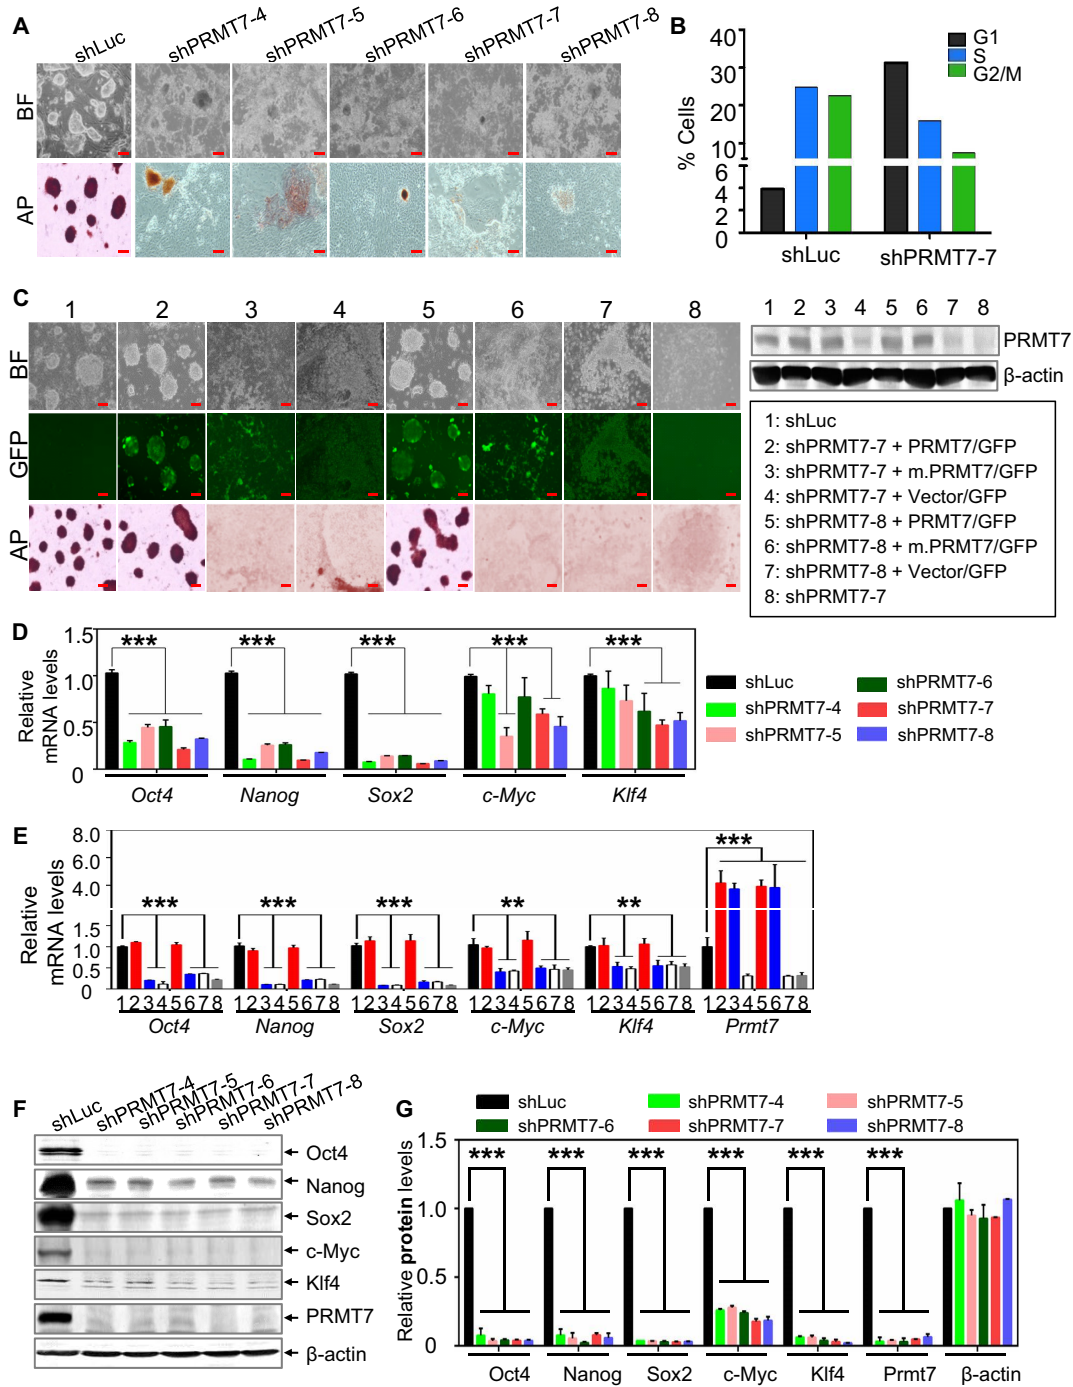 A
shLuc
shPRMT7-4
shPRMT7-5
shPRMT7-6
shPRMT7-7
shPRMT7-8
BF
AP
B
% Cells
40
30
20
10
6
4
2
0
G1
S
G2/M
shLuc
shPRMT7-7
C
1 2 3 4 5 6 7 8
BF
GFP
AP
1 2 3 4 5 6 7 8
PRMT7
β-actin
1: shLuc
2: shPRMT7-7 + PRMT7/GFP
3: shPRMT7-7 + m.PRMT7/GFP
4: shPRMT7-7 + Vector/GFP
5: shPRMT7-8 + PRMT7/GFP
6: shPRMT7-8 + m.PRMT7/GFP
7: shPRMT7-8 + Vector/GFP
8: shPRMT7-7
D
Relative
mRNA levels
1.5
1.0
0.5
0
*** *** *** *** ***
Oct4 Nanog Sox2 c-Myc Klf4
shLuc
shPRMT7-4
shPRMT7-5
shPRMT7-6
shPRMT7-7
shPRMT7-8
E
Relative
mRNA levels
8.0
6.0
4.0
1.5
1.0
0.5
0
*** *** *** ** ** ***
12345678 12345678 12345678 12345678 12345678 12345678
Oct4 Nanog Sox2 c-Myc Klf4 Prmt7
F
shLuc
shPRMT7-4
shPRMT7-5
shPRMT7-6
shPRMT7-7
shPRMT7-8
Oct4
Nanog
Sox2
c-Myc
Klf4
PRMT7
β-actin
G
shLuc shPRMT7-4 shPRMT7-5
shPRMT7-6 shPRMT7-7 shPRMT7-8
Relative protein levels
1.5
1.0
0.5
0
*** *** *** *** *** ***
Oct4 Nanog Sox2 c-Myc Klf4 Prmt7 β-actin